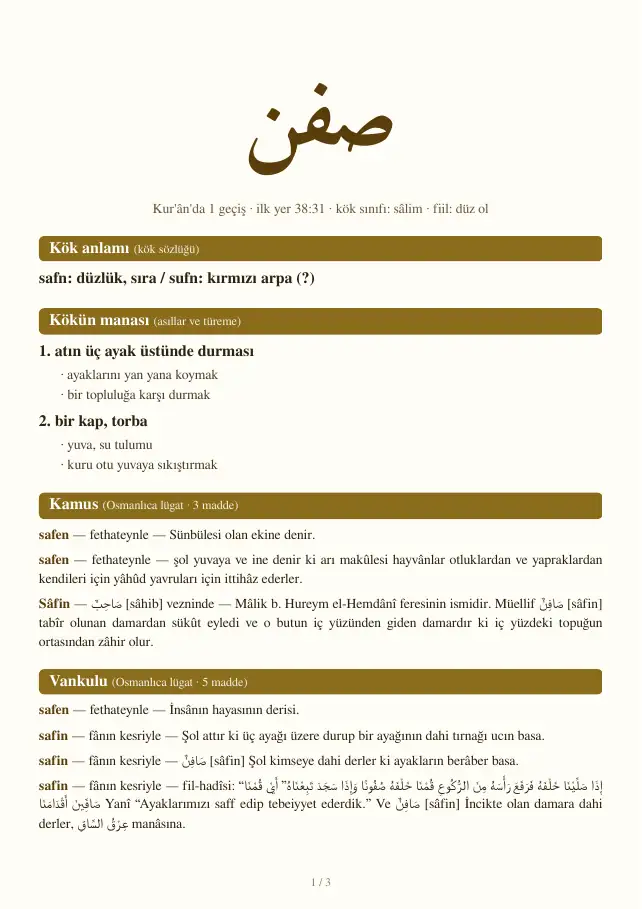 صفن
Kur'ân'da 1 geçiş · ilk yer 38:31 · kök sınıfı: sâlim · fiil: düz ol
Kök anlamı (kök sözlüğü)
safn: düzlük, sıra / sufn: kırmızı arpa (?)
Kökün manası (asıllar ve türeme)
1. atın üç ayak üstünde durması
· ayaklarını yan yana koymak
· bir topluluğa karşı durmak
2. bir kap, torba
· yuva, su tulumu
· kuru otu yuvaya sıkıştırmak
Kamus (Osmanlıca lügat · 3 madde)
safen — fethateynle — Sünbülesi olan ekine denir.
safen — fethateynle — şol yuvaya ve ine denir ki arı makûlesi hayvânlar otluklardan ve yapraklardan
kendileri için yâhûd yavruları için ittihâz ederler.
Sâfin — صَاحِبٌ [sâhib] vezninde — Mâlik b. Hureym el-Hemdânî feresinin ismidir. Müellif صَافِنٌ [sâfin]
tabîr olunan damardan sükût eyledi ve o butun iç yüzünden giden damardır ki iç yüzdeki topuğun
ortasından zâhir olur.
Vankulu (Osmanlıca lügat · 5 madde)
safen — fethateynle — İnsânın hayasının derisi.
safin — fânın kesriyle — Şol attır ki üç ayağı üzere durup bir ayağının dahi tırnağı ucın basa.
safin — fânın kesriyle — صَافِنٌ [sâfin] Şol kimseye dahi derler ki ayakların berâber basa.
safin — fânın kesriyle — fil-hadîsi: “إِذَا صَلَّيْنَا خَلْفَهُ فَرَفَعَ رَأْسَهُ مِنَ الرُّكُوعِ قُمْنَا خَلْفَهُ صُفُونًا وَإِذَا سَجَدَ تَبِعْنَاهُ” أَيْ قُمْنَا
صَافِّينَ أَقْدَامَنَا Yanî “Ayaklarımızı saff edip tebeiyyet ederdik.” Ve صَافِنٌ [sâfin] İncikte olan damara dahi
derler, عِرْقُ السَّاقِ manâsına.
1 / 3